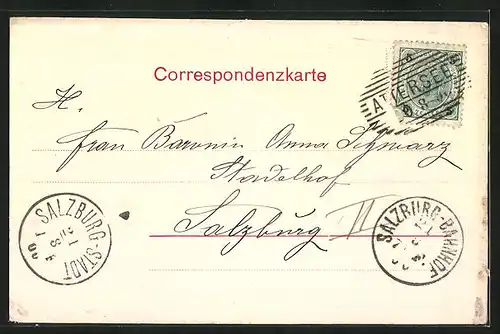 Correspondenzkarte
ATTERSEE
H.
Frau Baronin Anna Schwarz
Stadelhof
Salzburg II
SALZBURG-STADT
SALZBURG-BAHNHOF